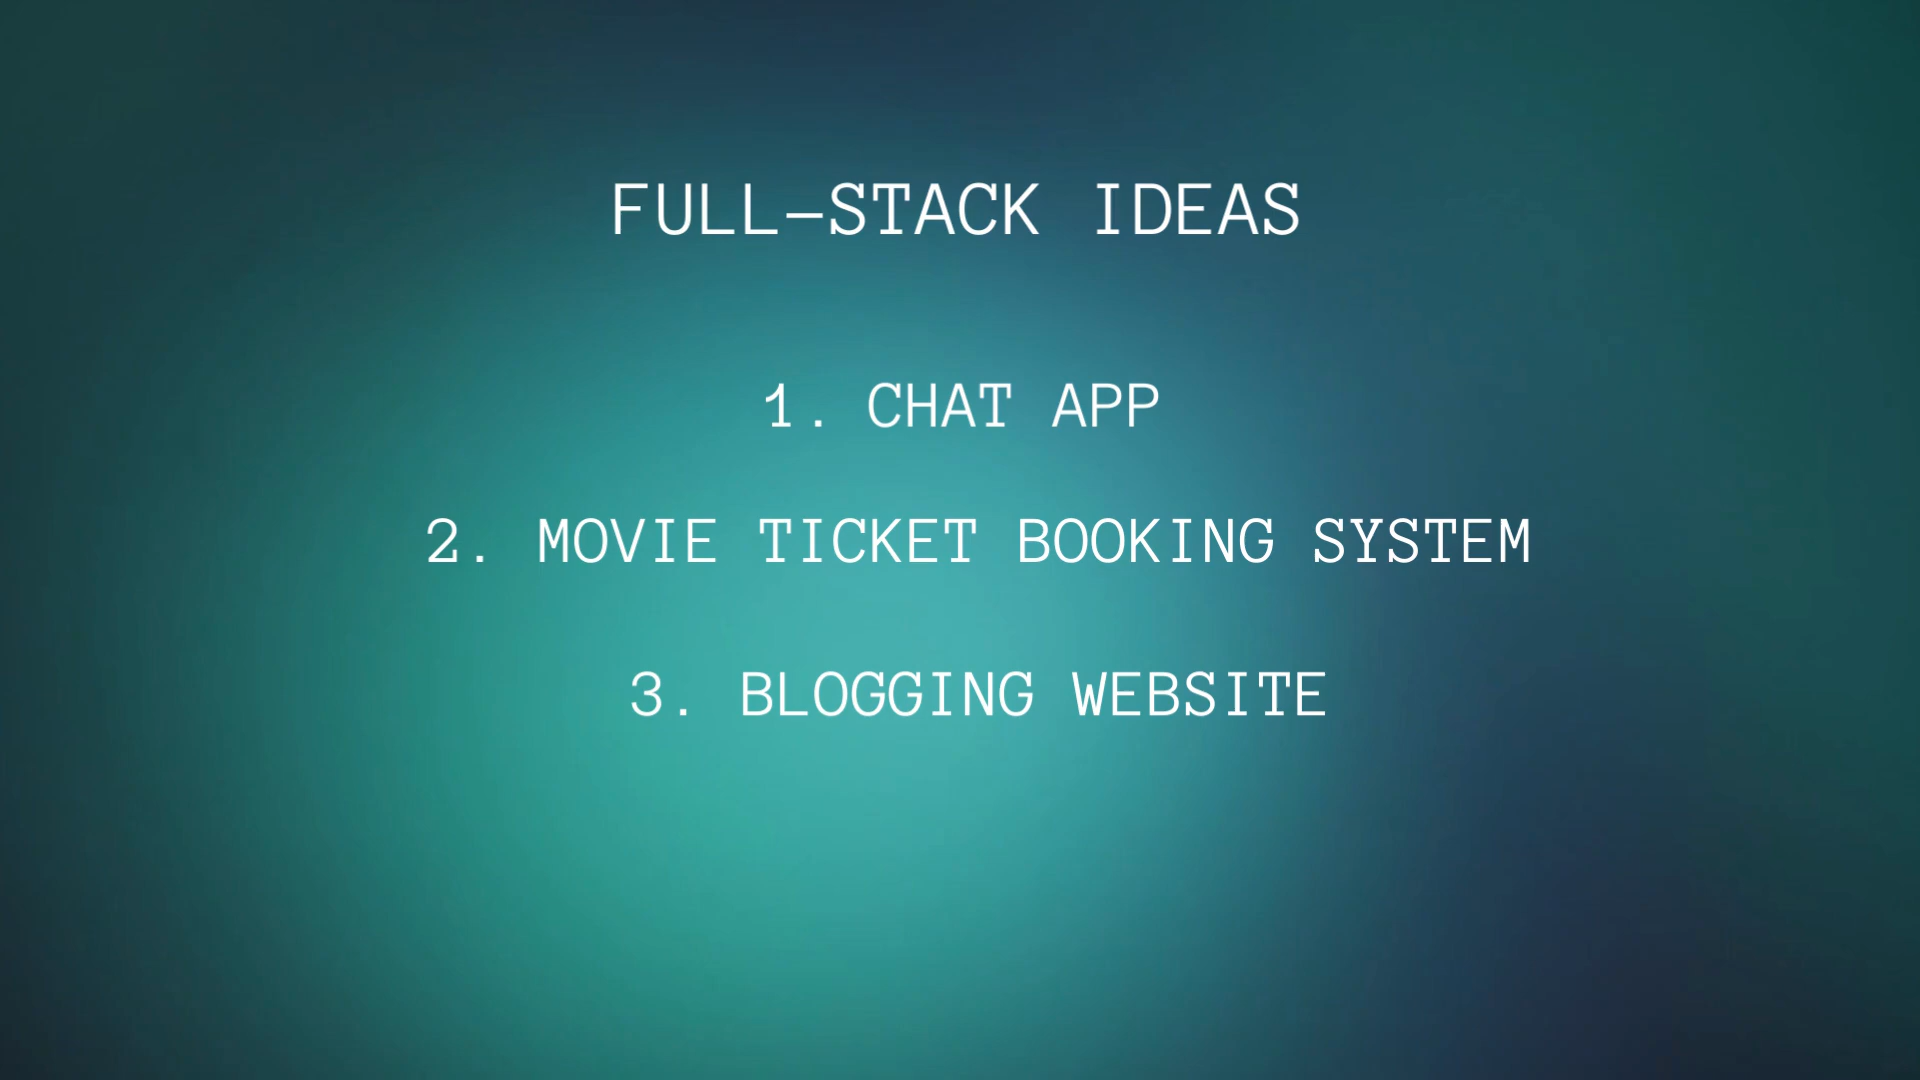 FULL-STACK IDEAS
1. CHAT APP
2. MOVIE TICKET BOOKING SYSTEM
3. BLOGGING WEBSITE